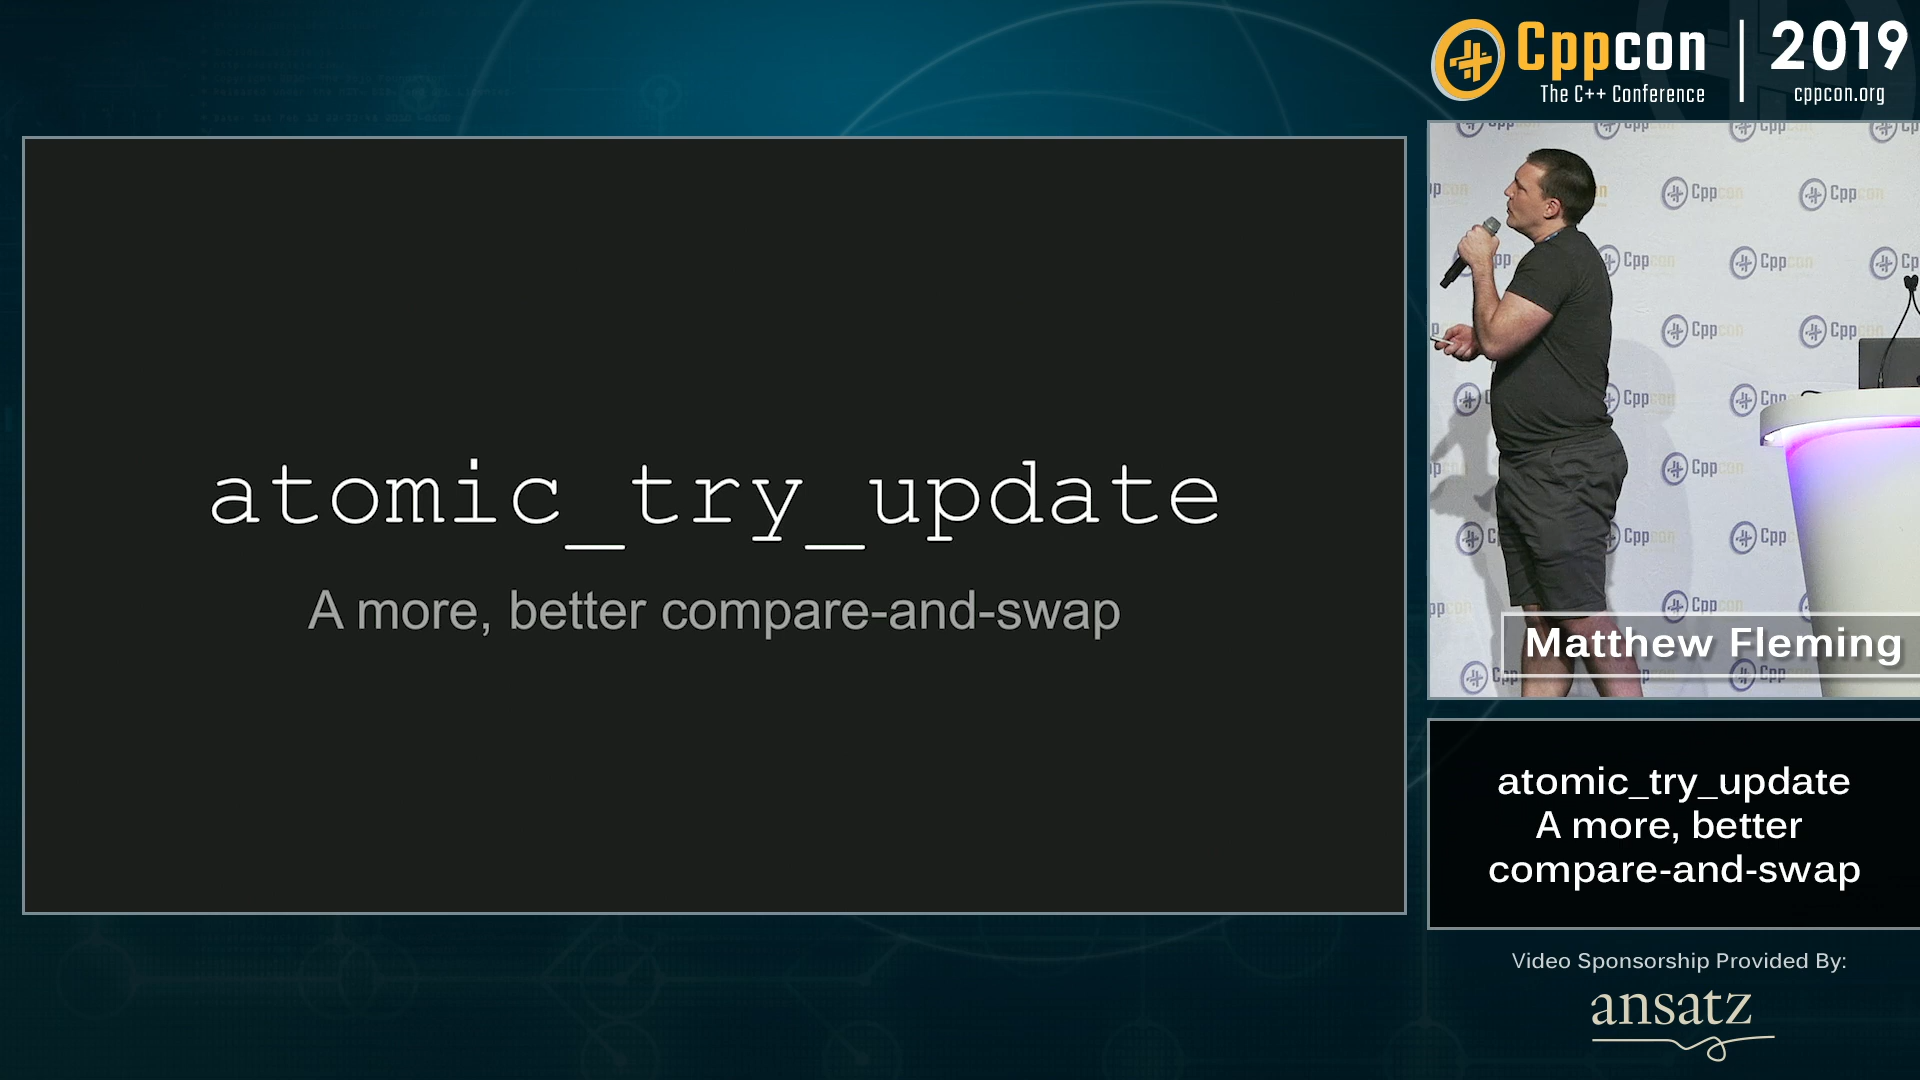 Cppcon
The C++ Conference
2019
cppcon.org
atomic_try_update
A more, better compare-and-swap
Matthew Fleming
atomic_try_update
A more, better
compare-and-swap
Video Sponsorship Provided By:
ansatz